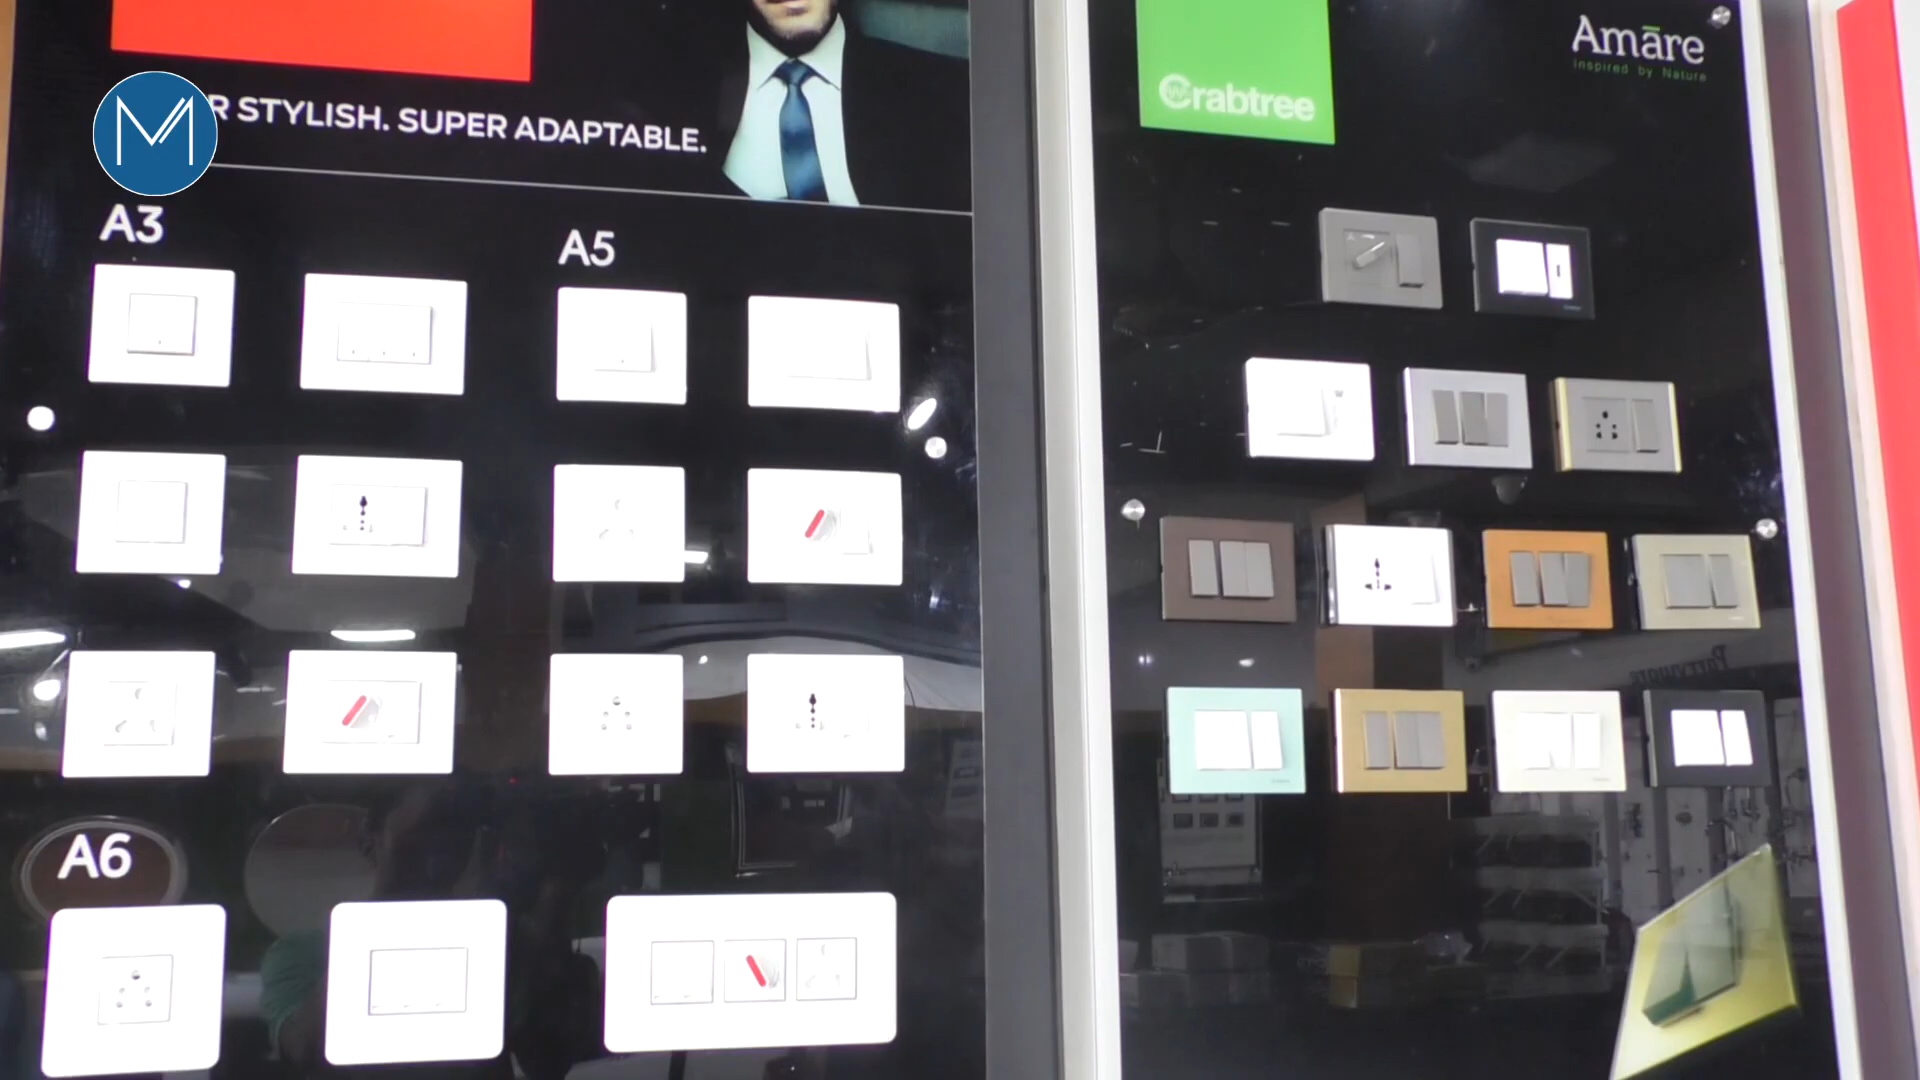 R STYLISH. SUPER ADAPTABLE.
A3
A5
A6
Crabtree
Amāre
Inspired by Nature